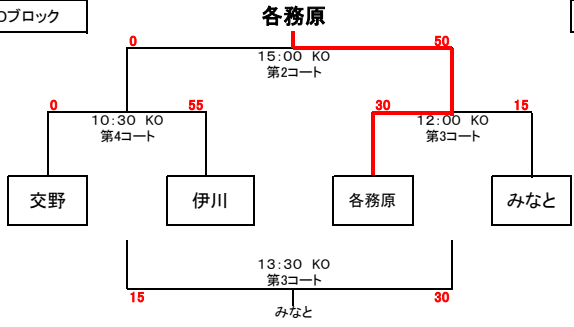 Dブロック
各務原
0
50
15:00 KO
第2コート
0
55
30
15
10:30 KO
第4コート
12:00 KO
第3コート
交野
伊川
各務原
みなと
13:30 KO
第3コート
15
30
みなと